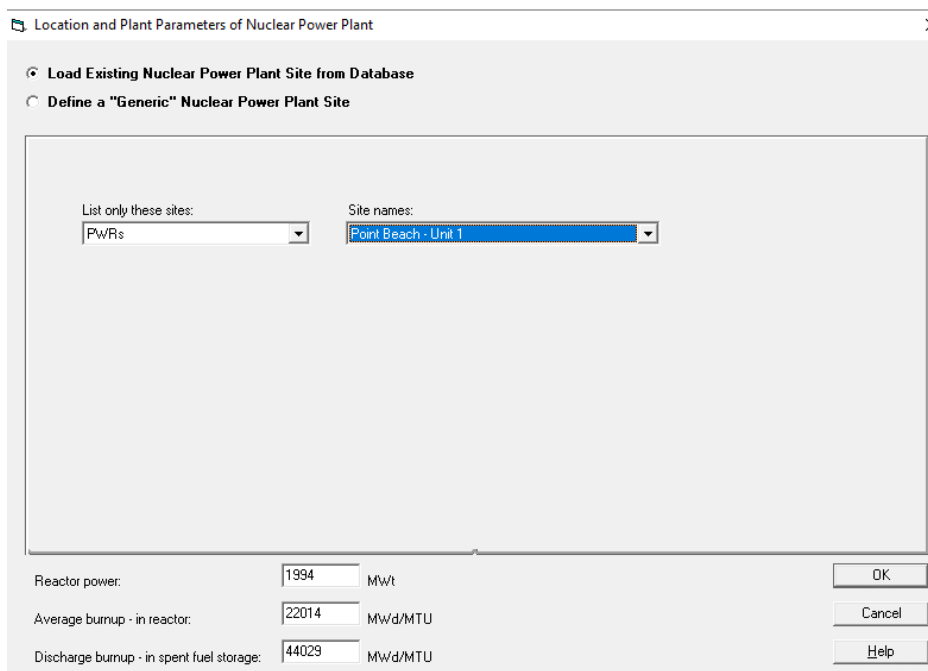 Location and Plant Parameters of Nuclear Power Plant
Load Existing Nuclear Power Plant Site from Database
Define a "Generic" Nuclear Power Plant Site
List only these sites: Site names:
PWRs Point Beach - Unit 1
Reactor power: 1994 MWt OK
Average burnup - in reactor: 22014 MWd/MTU Cancel
Discharge burnup - in spent fuel storage: 44029 MWd/MTU Help